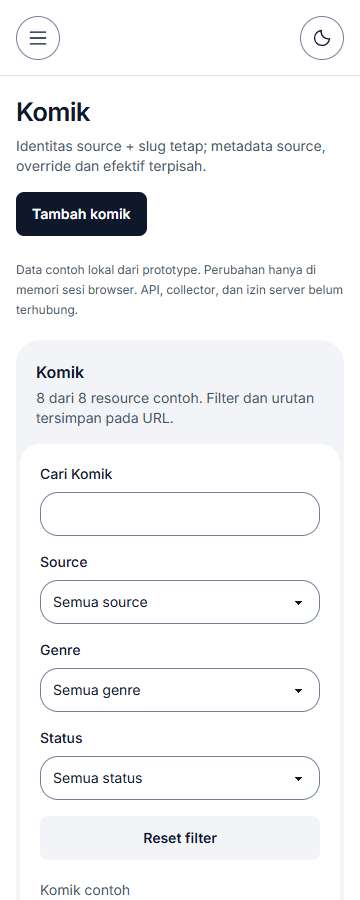 Komik
Identitas source + slug tetap; metadata source,
override dan efektif terpisah.
Tambah komik
Data contoh lokal dari prototype. Perubahan hanya di
memori sesi browser. API, collector, dan izin server belum
terhubung.
Komik
8 dari 8 resource contoh. Filter dan urutan
tersimpan pada URL.
Cari Komik
Source
Semua source
Genre
Semua genre
Status
Semua status
Reset filter
Komik contoh